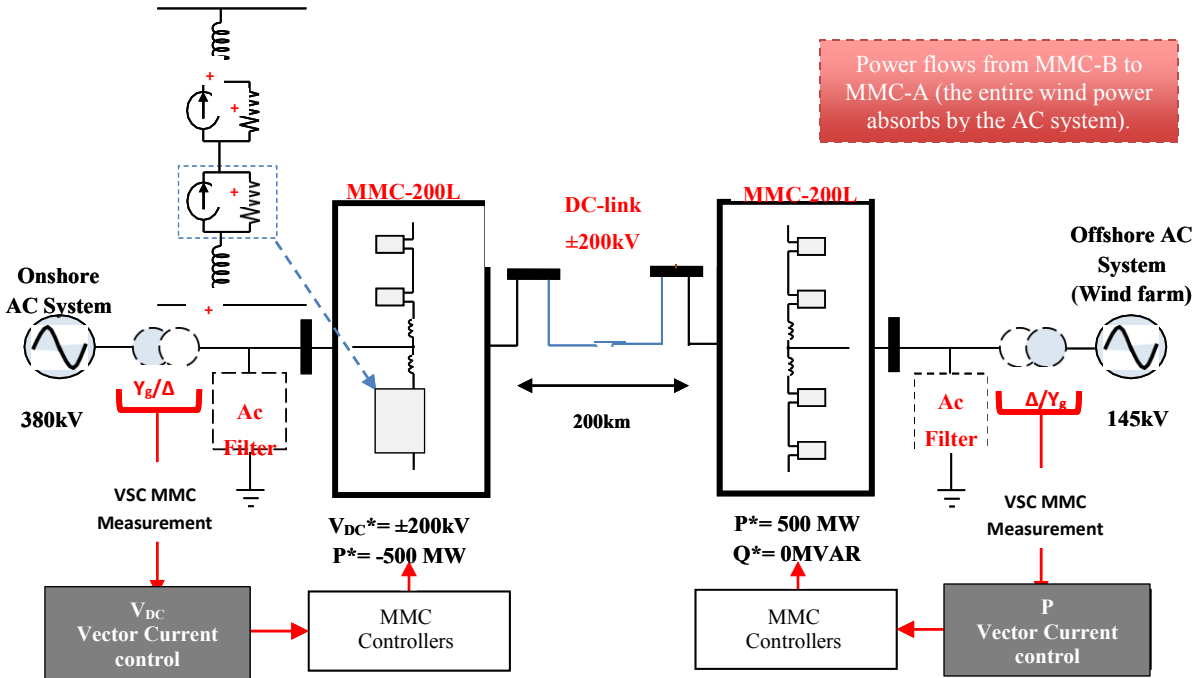 Power flows from MMC-B to
MMC-A (the entire wind power
absorbs by the AC system).
+
+
+
+
MMC-200L
DC-link
±200kV
MMC-200L
Onshore
AC System
Offshore AC
System
(Wind farm)
Yg/Δ
Ac
Filter
380kV
200km
Ac
Filter
Δ/Yg
145kV
VSC MMC
Measurement
VDC*= ±200kV
P*= -500 MW
P*= 500 MW
Q*= 0MVAR
VSC MMC
Measurement
VDC
Vector Current
control
MMC
Controllers
MMC
Controllers
P
Vector Current
control